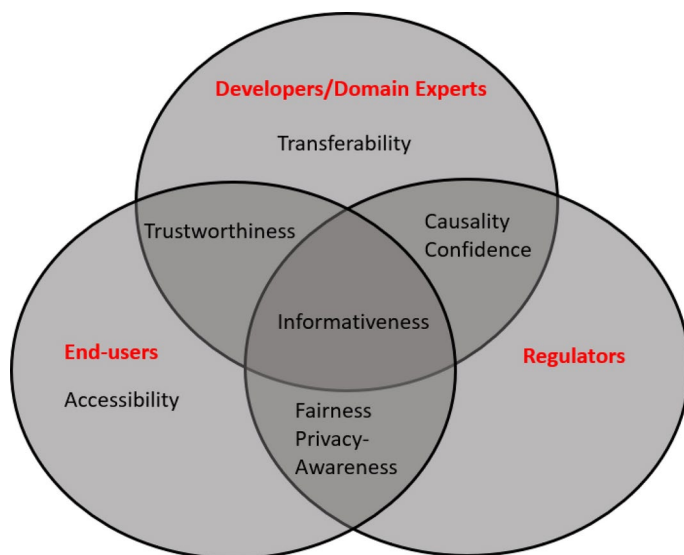 Developers/Domain Experts
Transferability
Trustworthiness
Causality
Confidence
Informativeness
End-users
Regulators
Accessibility
Fairness
Privacy-
Awareness